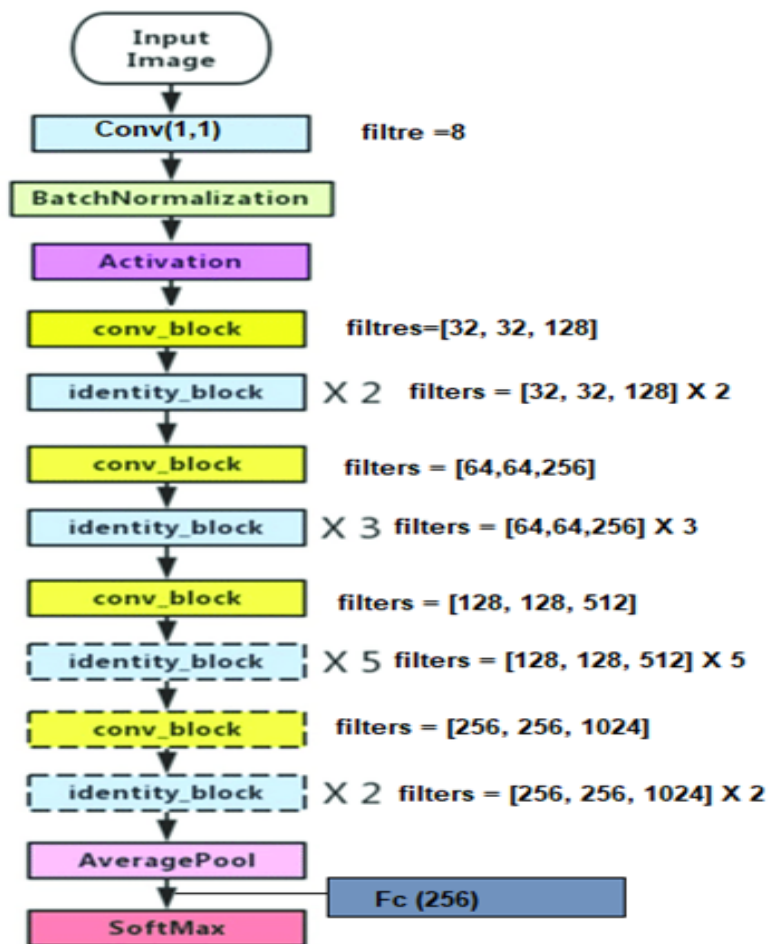 Input
Image
Conv(1,1) filtre =8
BatchNormalization
Activation
conv_block filtres=[32, 32, 128]
identity_block X 2 filters = [32, 32, 128] X 2
conv_block filters = [64,64,256]
identity_block X 3 filters = [64,64,256] X 3
conv_block filters = [128, 128, 512]
identity_block X 5 filters = [128, 128, 512] X 5
conv_block filters = [256, 256, 1024]
identity_block X 2 filters = [256, 256, 1024] X 2
AveragePool
Fc (256)
SoftMax